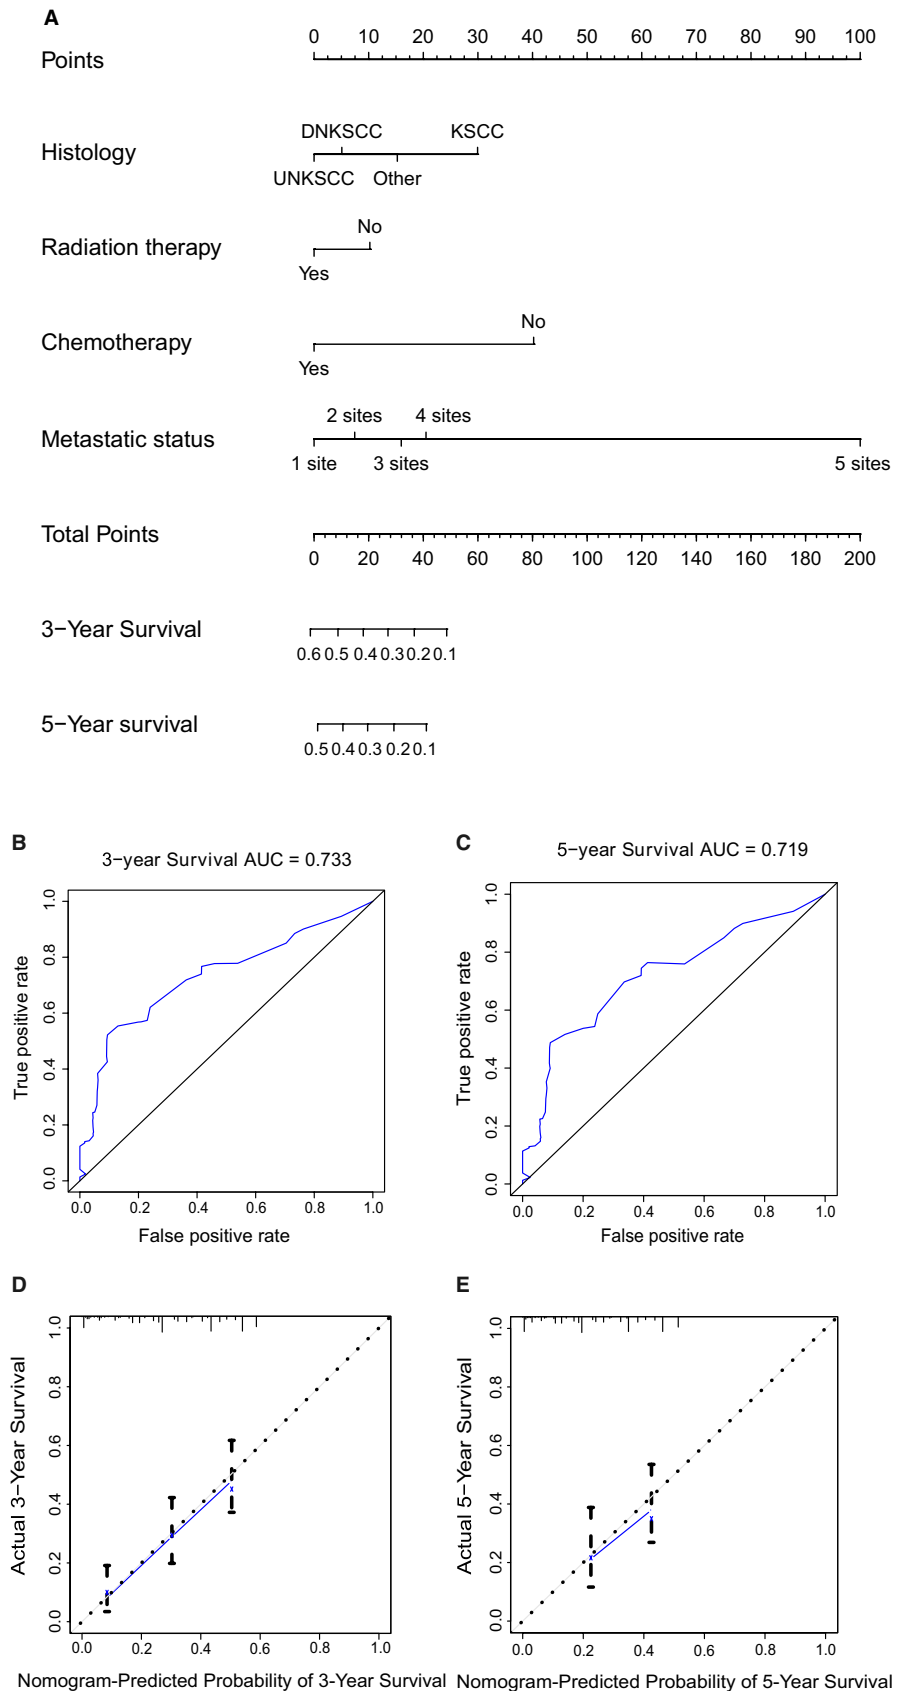 A
Points
0 10 20 30 40 50 60 70 80 90 100
DNKSCC KSCC
Histology
UNKSCC Other
No
Radiation therapy
Yes
No
Chemotherapy
Yes
2 sites 4 sites
Metastatic status
1 site 3 sites 5 sites
Total Points
0 20 40 60 80 100 120 140 160 180 200
3−Year Survival
0.6 0.5 0.4 0.3 0.2 0.1
5−Year survival
0.5 0.4 0.3 0.2 0.1
B
3−year Survival AUC = 0.733
True positive rate
1.0
0.8
0.6
0.4
0.2
0.0
0.0 0.2 0.4 0.6 0.8 1.0
False positive rate
C
5−year Survival AUC = 0.719
True positive rate
1.0
0.8
0.6
0.4
0.2
0.0
0.0 0.2 0.4 0.6 0.8 1.0
False positive rate
D
Actual 3−Year Survival
1.0
0.8
0.6
0.4
0.2
0.0
0.0 0.2 0.4 0.6 0.8 1.0
Nomogram-Predicted Probability of 3-Year Survival
E
Actual 5−Year Survival
1.0
0.8
0.6
0.4
0.2
0.0
0.0 0.2 0.4 0.6 0.8 1.0
Nomogram-Predicted Probability of 5-Year Survival